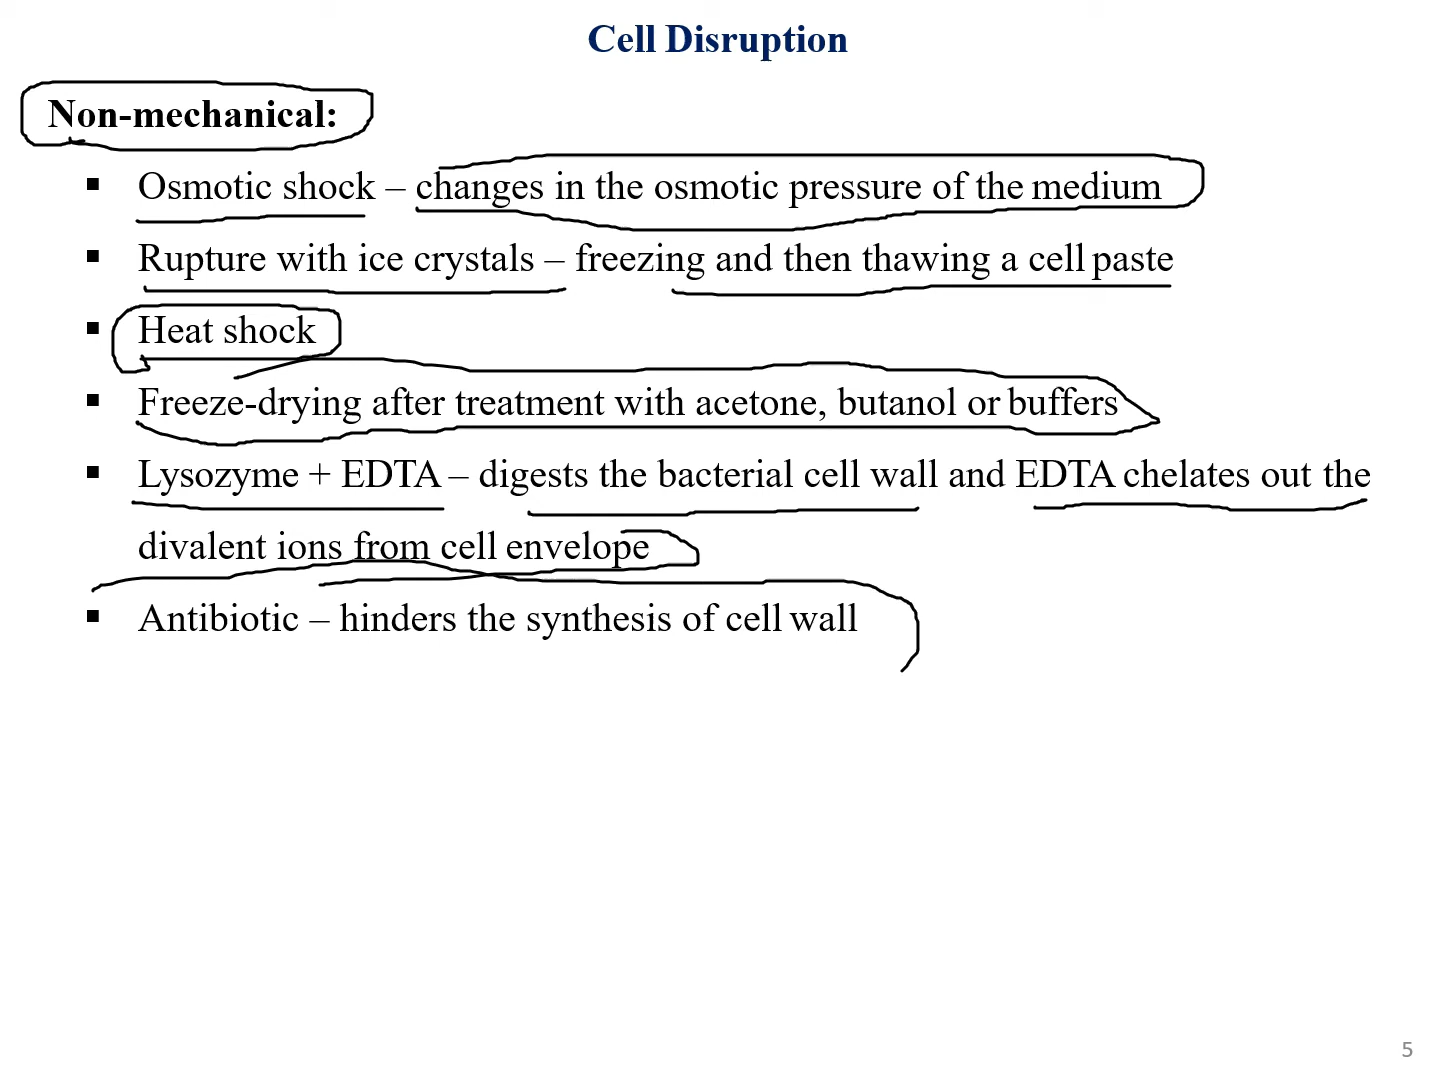 Cell Disruption
Non-mechanical:
▪ Osmotic shock – changes in the osmotic pressure of the medium
▪ Rupture with ice crystals – freezing and then thawing a cell paste
▪ Heat shock
▪ Freeze-drying after treatment with acetone, butanol or buffers
▪ Lysozyme + EDTA – digests the bacterial cell wall and EDTA chelates out the
divalent ions from cell envelope
▪ Antibiotic – hinders the synthesis of cell wall
5